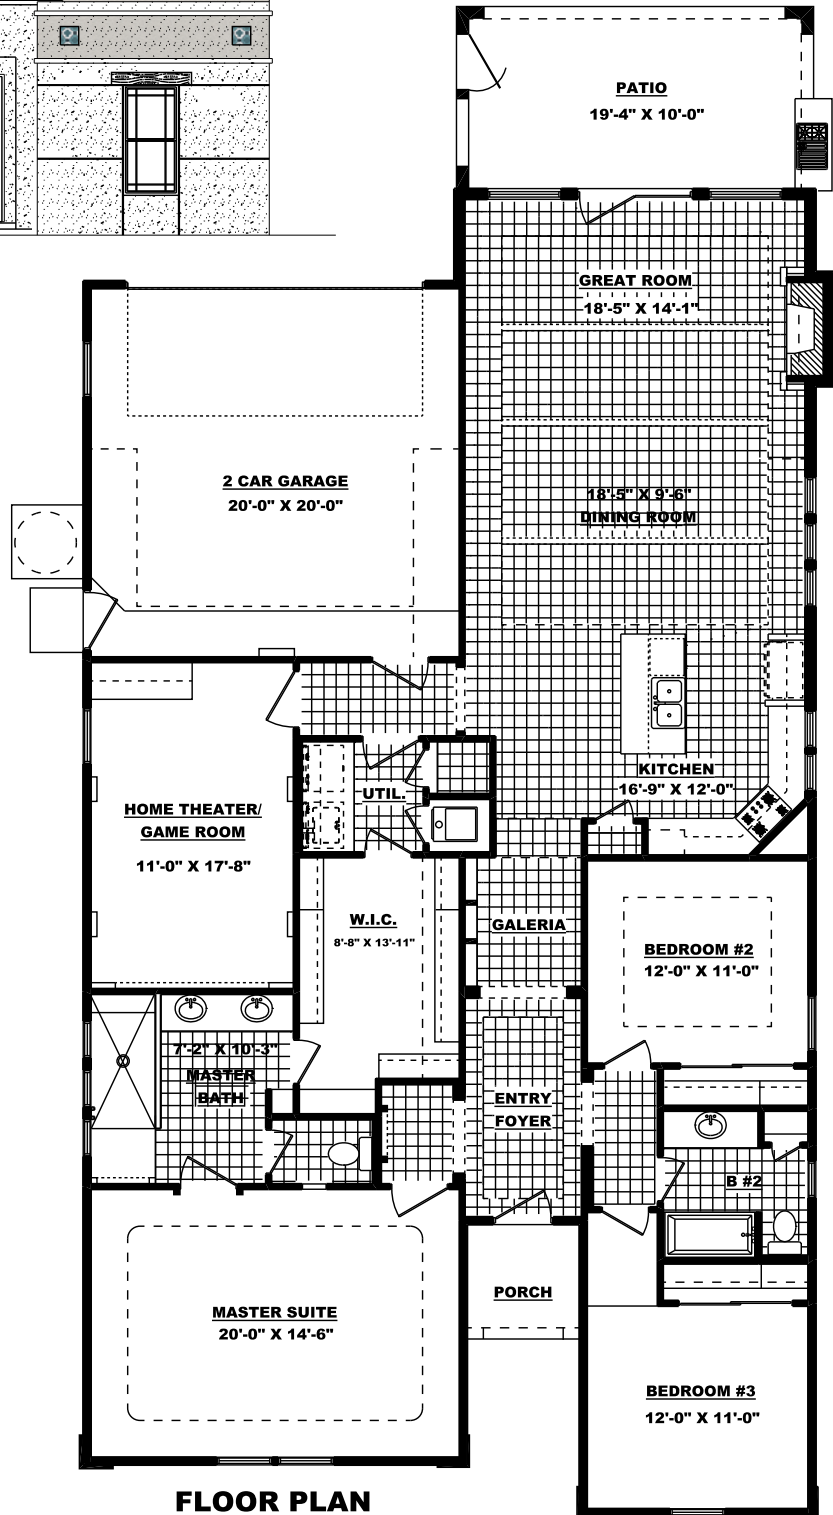 PATIO
19'-4" X 10'-0"
GREAT ROOM
18'-5" X 14'-1"
2 CAR GARAGE
20'-0" X 20'-0"
18'-5" X 9'-6"
DINING ROOM
KITCHEN
16'-9" X 12'-0"
UTIL.
HOME THEATER/
GAME ROOM
11'-0" X 17'-8"
W.I.C.
8'-8" X 13'-11"
GALERIA
BEDROOM #2
12'-0" X 11'-0"
7'-2" X 10'-3"
MASTER
BATH
ENTRY
FOYER
B #2
PORCH
MASTER SUITE
20'-0" X 14'-6"
BEDROOM #3
12'-0" X 11'-0"
FLOOR PLAN